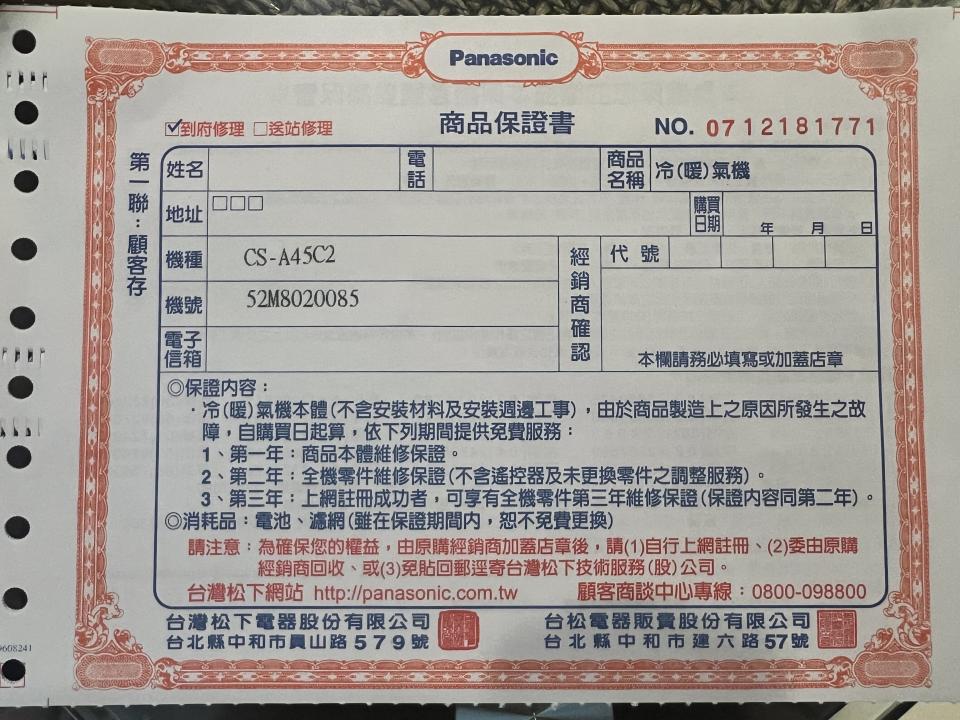 Panasonic
☑到府修理 □送站修理
商品保證書
NO. 0712181771
第一聯：顧客存
姓名
電話
商品名稱
冷(暖)氣機
地址
□□□
購買日期
年 月 日
機種
CS-A45C2
機號
52M8020085
電子信箱
經銷商確認
代號
本欄請務必填寫或加蓋店章
◎保證內容：
．冷(暖)氣機本體(不含安裝材料及安裝週邊工事)，由於商品製造上之原因所發生之故
障，自購買日起算，依下列期間提供免費服務：
1、第一年：商品本體維修保證。
2、第二年：全機零件維修保證(不含遙控器及未更換零件之調整服務)。
3、第三年：上網註冊成功者，可享有全機零件第三年維修保證(保證內容同第二年)。
◎消耗品：電池、濾網(雖在保證期間內，恕不免費更換)
請注意：為確保您的權益，由原購經銷商加蓋店章後，請(1)自行上網註冊、(2)委由原購
經銷商回收、或(3)免貼回郵逕寄台灣松下技術服務(股)公司。
台灣松下網站 http://panasonic.com.tw
顧客商談中心專線：0800-098800
台灣松下電器股份有限公司
台北縣中和市員山路579號
台松電器販賣股份有限公司
台北縣中和市建六路57號
9608241